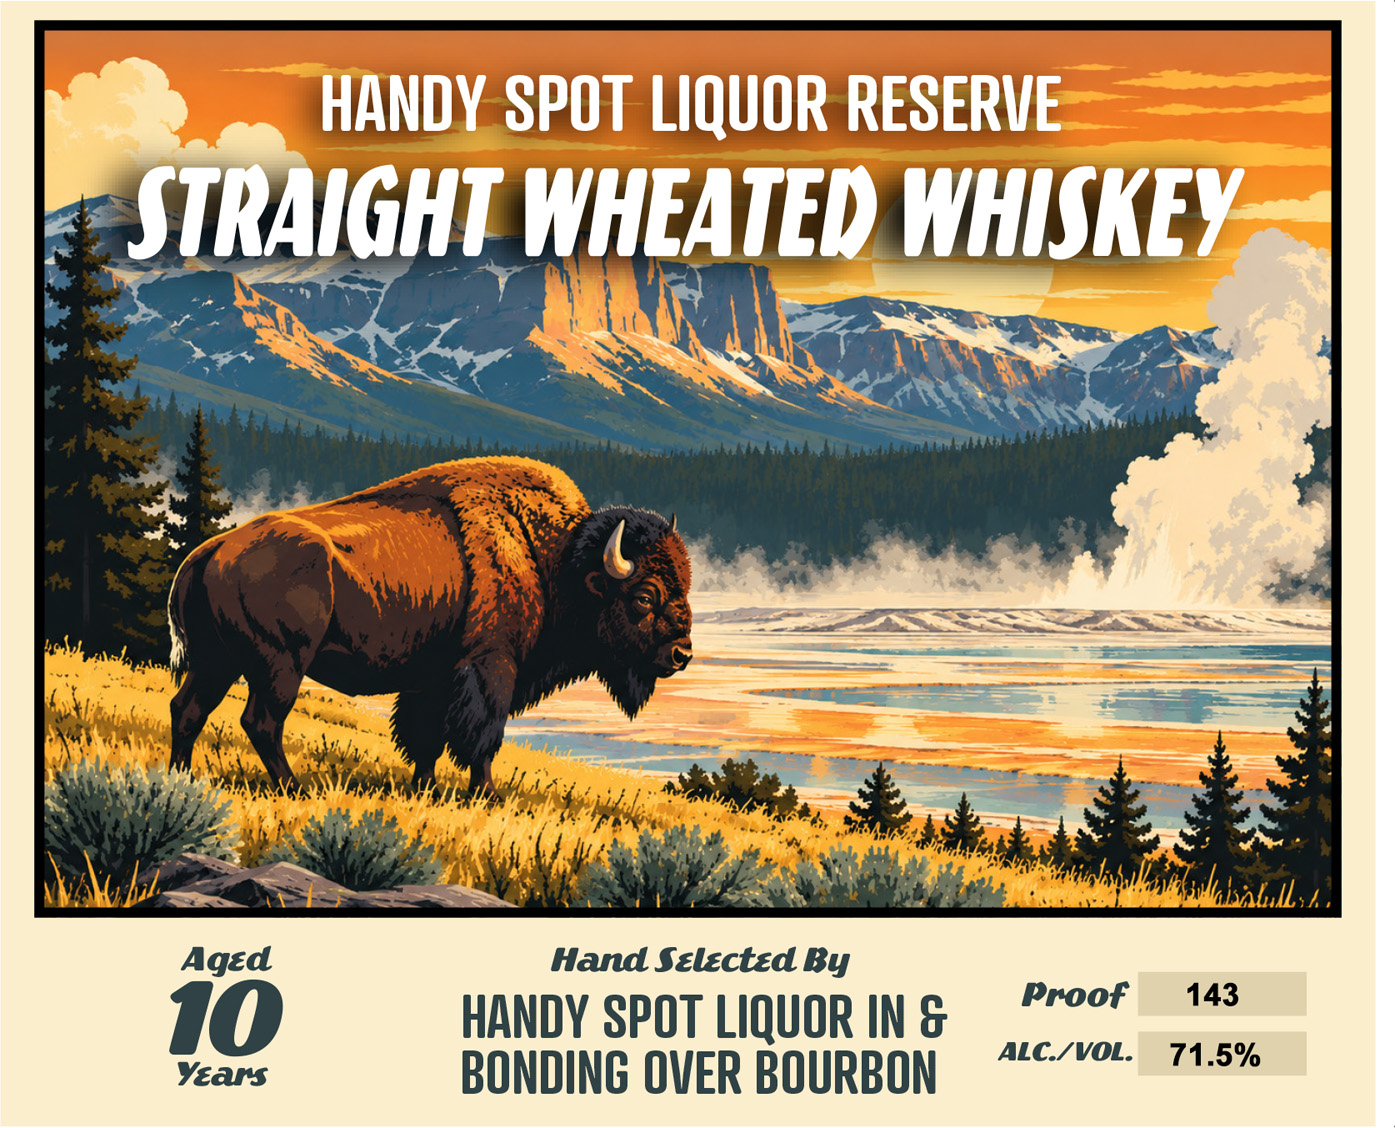 HANDY SPOT LIQUOR RESERVE
STRAIGHT WHEATED WHISKEY
Aged
10
Years
Hand Selected By
HANDY SPOT LIQUOR IN &
BONDING OVER BOURBON
Proof 143
ALC./VOL. 71.5%